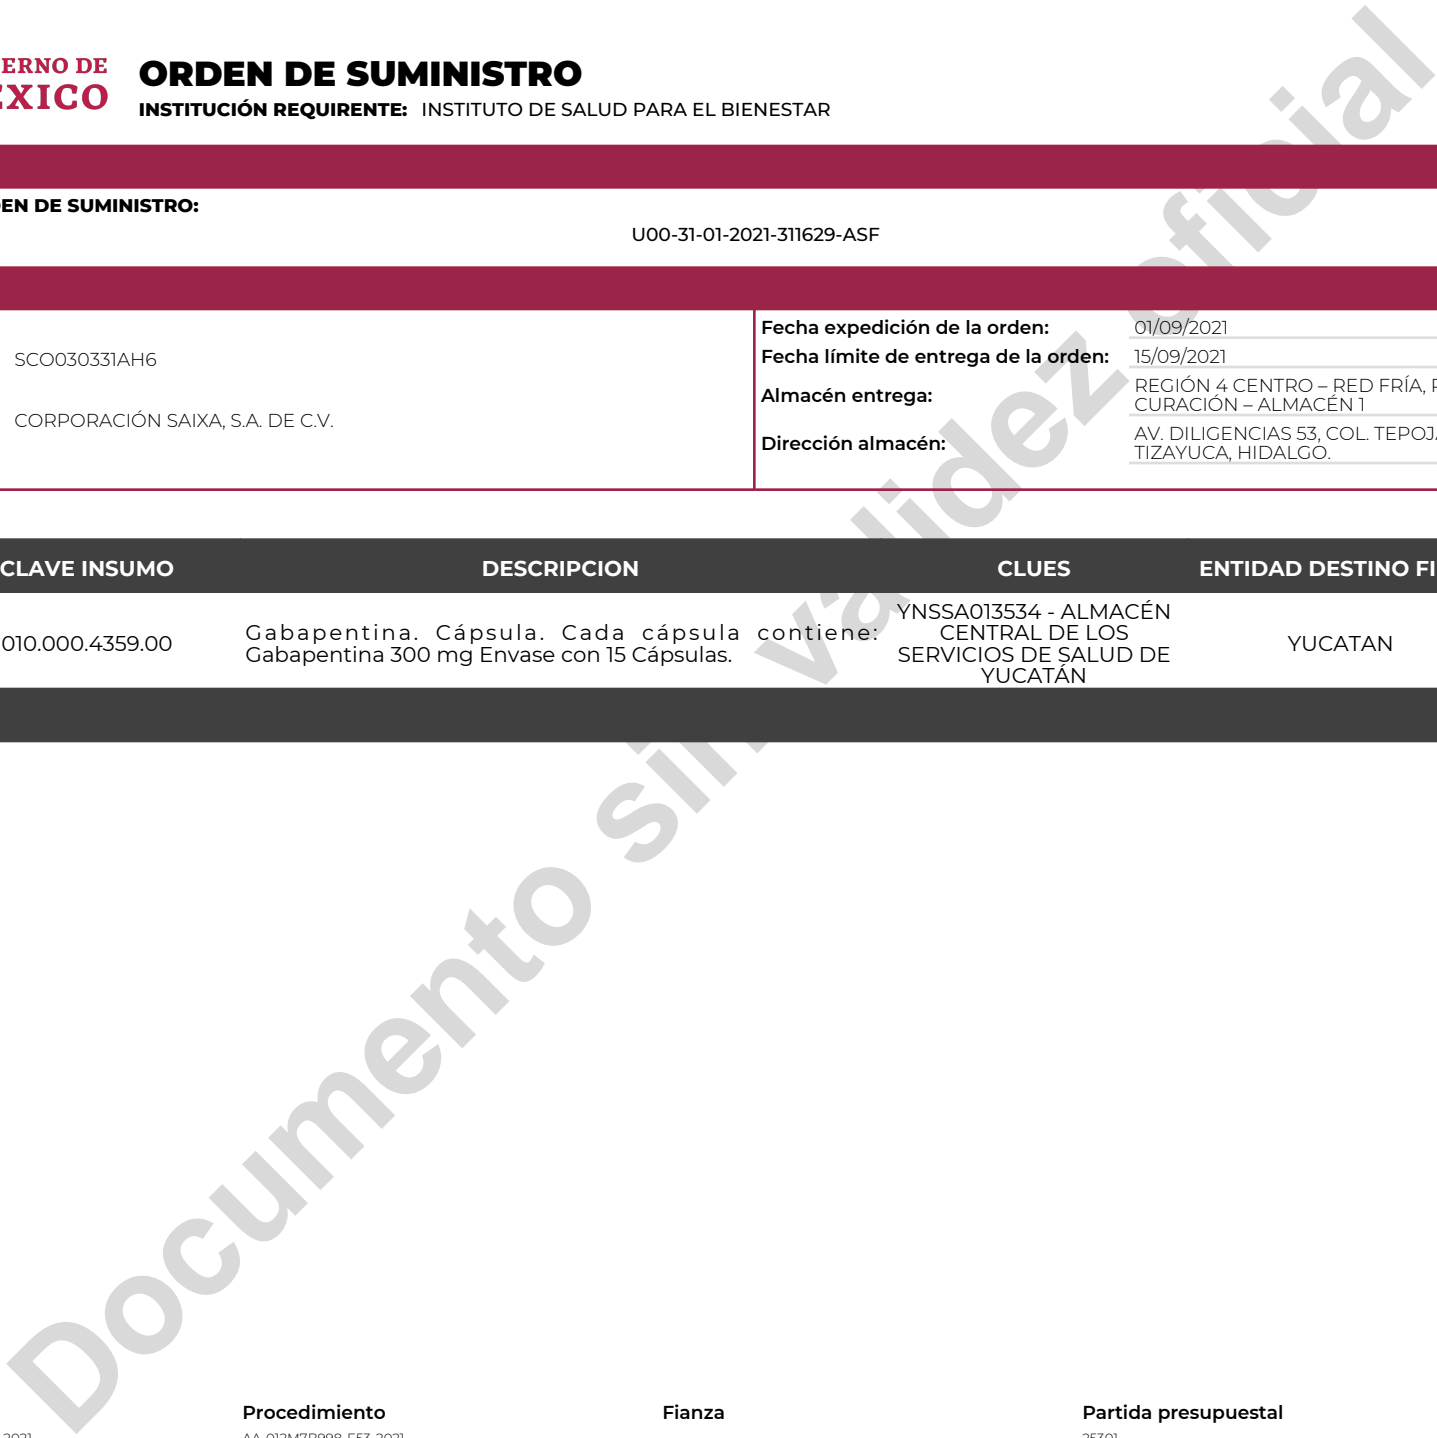 ERNO DE
EXICO
ORDEN DE SUMINISTRO
INSTITUCIÓN REQUIRENTE: INSTITUTO DE SALUD PARA EL BIENESTAR
EN DE SUMINISTRO:
U00-31-01-2021-311629-ASF
SCO030331AH6
CORPORACIÓN SAIXA, S.A. DE C.V.
Fecha expedición de la orden: 01/09/2021
Fecha límite de entrega de la orden: 15/09/2021
Almacén entrega: REGIÓN 4 CENTRO – RED FRÍA,
CURACIÓN – ALMACÉN 1
Dirección almacén: AV. DILIGENCIAS 53, COL. TEPOJ
TIZAYUCA, HIDALGO.
CLAVE INSUMO DESCRIPCION CLUES ENTIDAD DESTINO FI
010.000.4359.00
Gabapentina. Cápsula. Cada cápsula contiene:
Gabapentina 300 mg Envase con 15 Cápsulas.
YNSSA013534 - ALMACÉN
CENTRAL DE LOS
SERVICIOS DE SALUD DE
YUCATÁN
YUCATAN
Documento sin validez oficial
Procedimiento Fianza Partida presupuestal